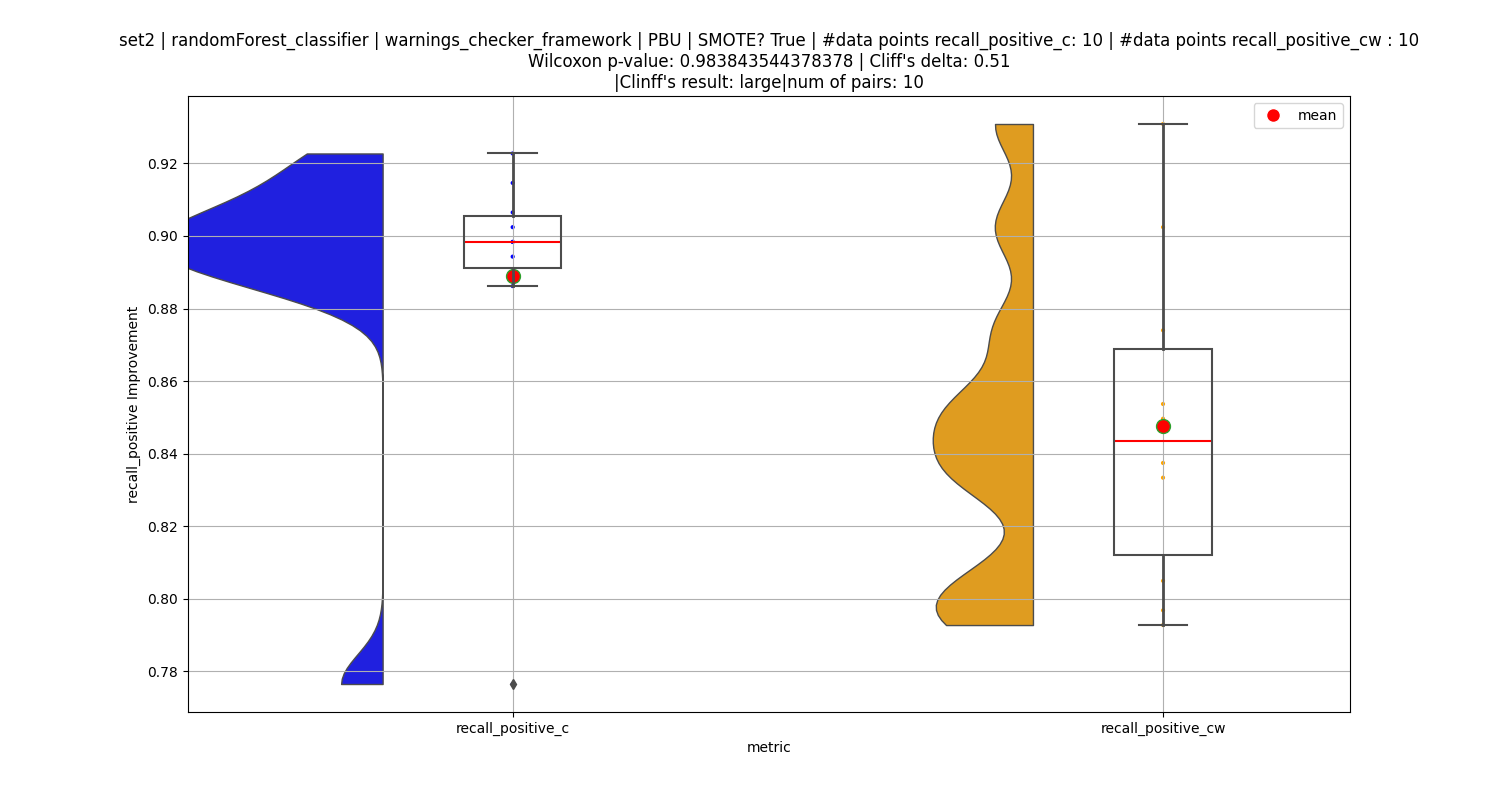 set2 | randomForest_classifier | warnings_checker_framework | PBU | SMOTE? True | #data points recall_positive_c: 10 | #data points recall_positive_cw : 10
Wilcoxon p-value: 0.983843544378378 | Cliff's delta: 0.51
|Clinff's result: large|num of pairs: 10
mean
0.92
0.90
0.88
0.86
0.84
0.82
0.80
0.78
recall_positive Improvement
recall_positive_c
recall_positive_cw
metric